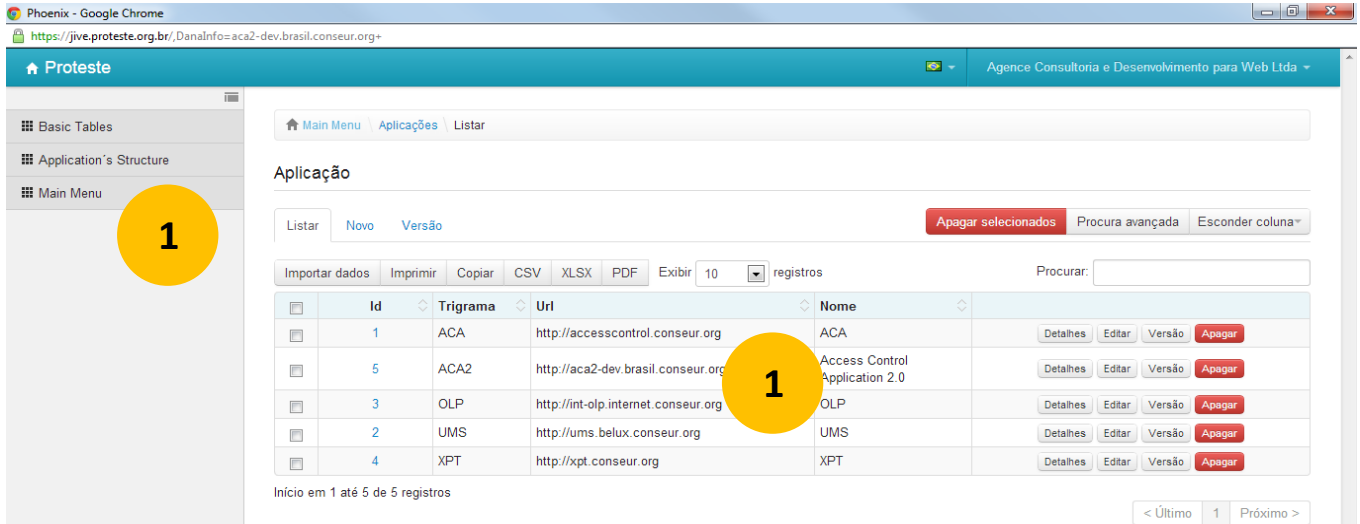 Phoenix - Google Chrome
https://jive.proteste.org.br/,DanaInfo=aca2-dev.brasil.conseur.org+
Proteste Agence Consultoria e Desenvolvimento para Web Ltda
Basic Tables
Application´s Structure
Main Menu
1
Main Menu \ Aplicações \ Listar
Aplicação
Listar Novo Versão Apagar selecionados Procura avançada Esconder coluna
Importar dados Imprimir Copiar CSV XLSX PDF Exibir 10 registros Procurar:
Id Trigrama Url Nome
1 ACA http://accesscontrol.conseur.org ACA Detalhes Editar Versão Apagar
5 ACA2 http://aca2-dev.brasil.conseur.org Access Control Application 2.0 Detalhes Editar Versão Apagar
1
3 OLP http://int-olp.internet.conseur.org OLP Detalhes Editar Versão Apagar
2 UMS http://ums.belux.conseur.org UMS Detalhes Editar Versão Apagar
4 XPT http://xpt.conseur.org XPT Detalhes Editar Versão Apagar
Início em 1 até 5 de 5 registros
< Último 1 Próximo >